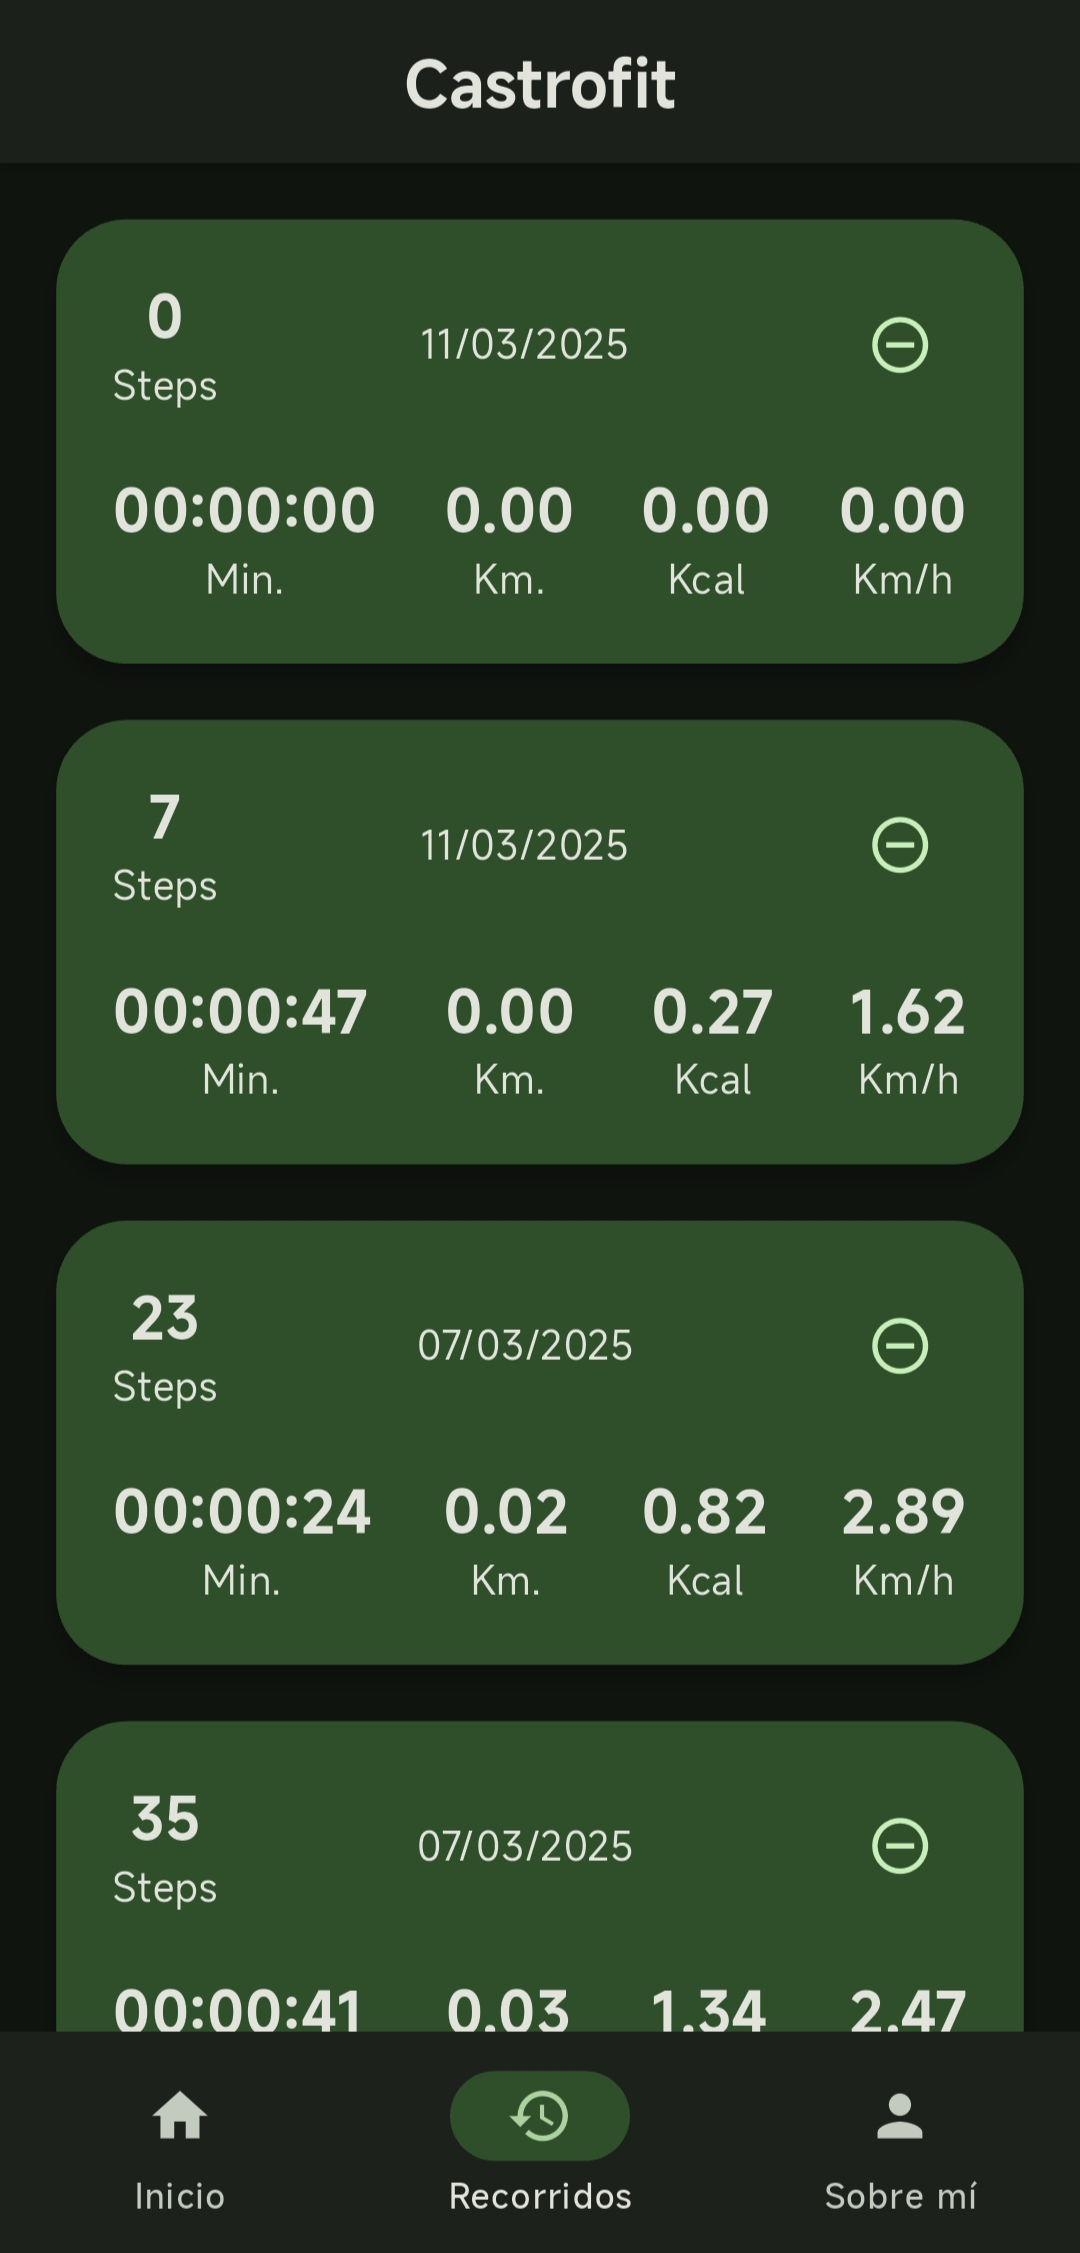 Castrofit
0
Steps
11/03/2025
00:00:00 0.00 0.00 0.00
Min. Km. Kcal Km/h
7
Steps
11/03/2025
00:00:47 0.00 0.27 1.62
Min. Km. Kcal Km/h
23
Steps
07/03/2025
00:00:24 0.02 0.82 2.89
Min. Km. Kcal Km/h
35
Steps
07/03/2025
00:00:41 0.03 1.34 2.47
Inicio Recorridos Sobre mí